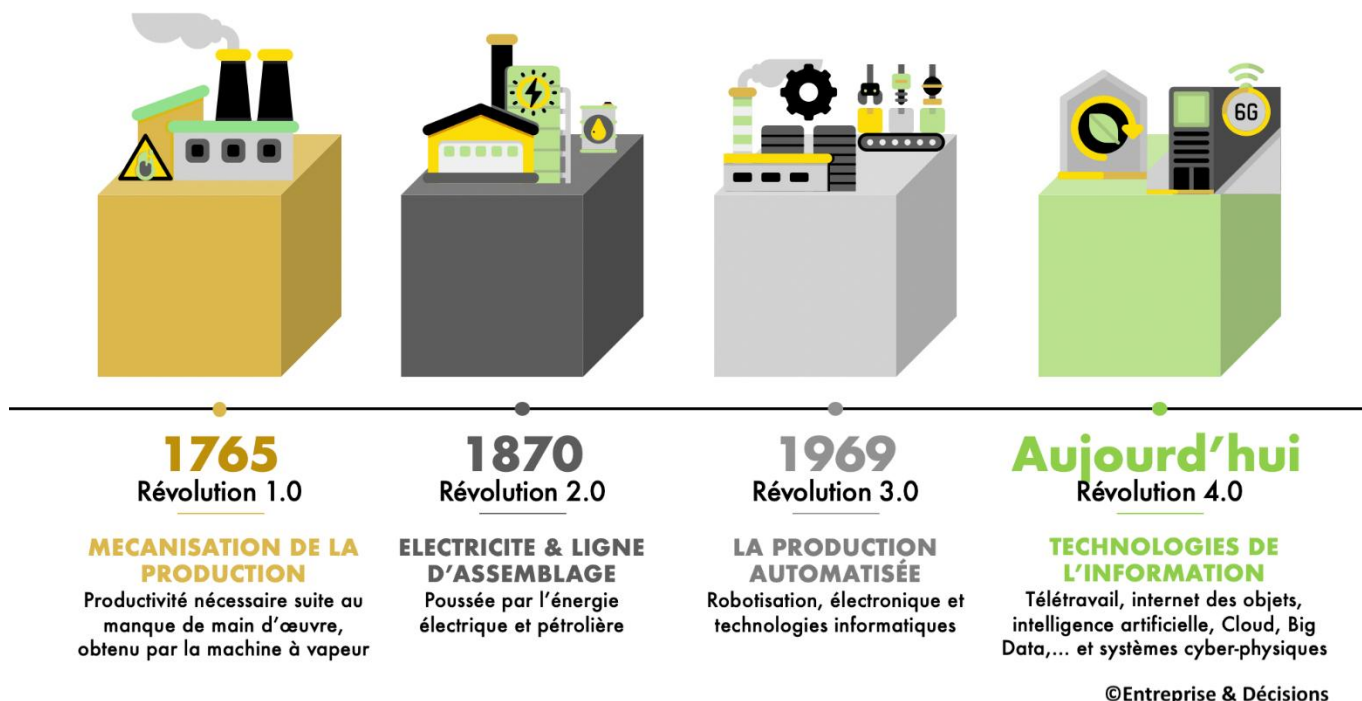 6G
1765
Révolution 1.0
MECANISATION DE LA
PRODUCTION
Productivité nécessaire suite au
manque de main d'œuvre,
obtenu par la machine à vapeur
1870
Révolution 2.0
ELECTRICITE & LIGNE
D'ASSEMBLAGE
Poussée par l'énergie
électrique et pétrolière
1969
Révolution 3.0
LA PRODUCTION
AUTOMATISÉE
Robotisation, électronique et
technologies informatiques
Aujourd'hui
Révolution 4.0
TECHNOLOGIES DE
L'INFORMATION
Télétravail, internet des objets,
intelligence artificielle, Cloud, Big
Data,... et systèmes cyber-physiques
©Entreprise & Décisions